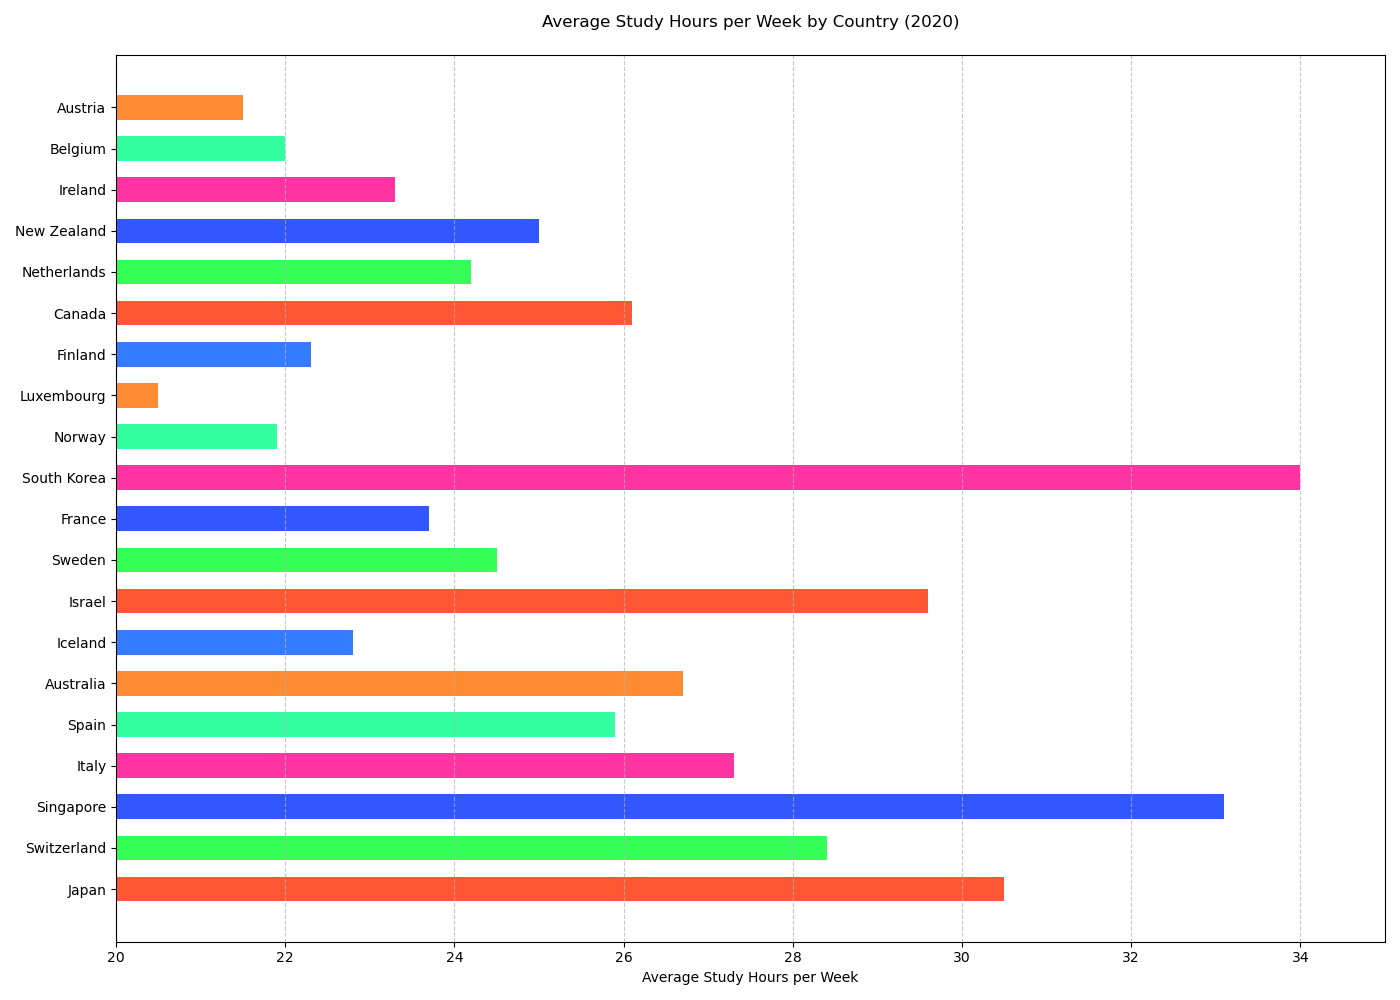 Average Study Hours per Week by Country (2020)
Austria
Belgium
Ireland
New Zealand
Netherlands
Canada
Finland
Luxembourg
Norway
South Korea
France
Sweden
Israel
Iceland
Australia
Spain
Italy
Singapore
Switzerland
Japan
20 22 24 26 28 30 32 34
Average Study Hours per Week